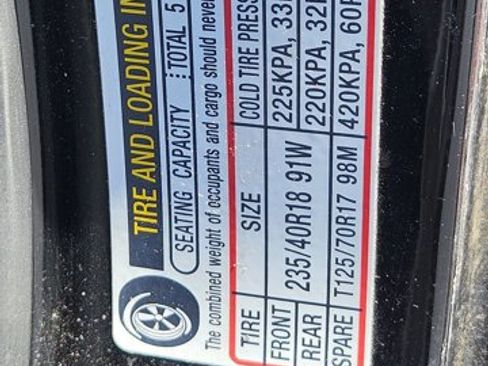 TIRE AND LOADING IN
SEATING CAPACITY TOTAL 5
The combined weight of occupants and cargo should never
TIRE SIZE COLD TIRE PRESS
FRONT 235/40R18 91W 225KPA, 33
REAR 220KPA, 32
SPARE T125/70R17 98M 420KPA, 60